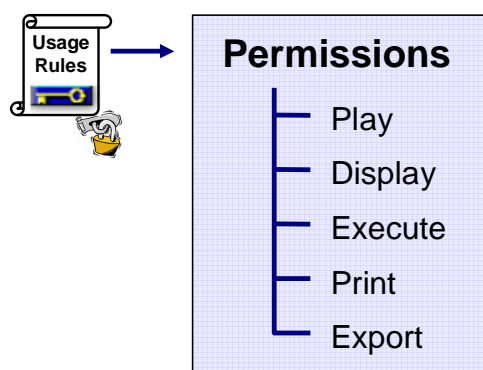 Usage
Rules
Permissions
Play
Display
Execute
Print
Export